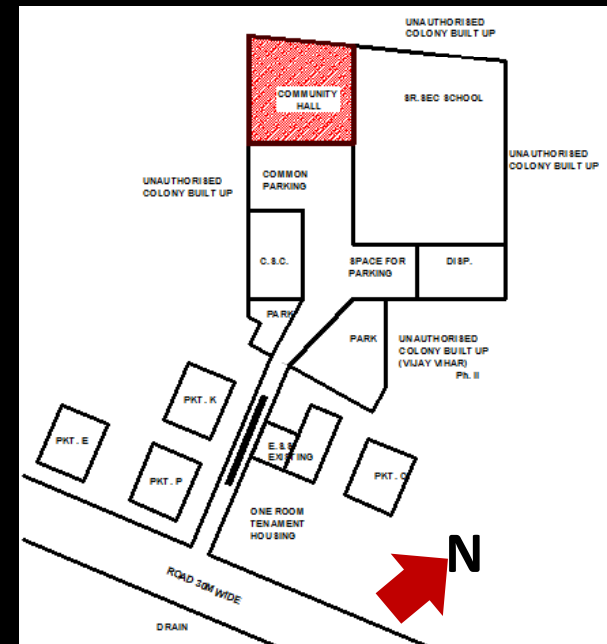 UNAUTHORISED
COLONY BUILT UP
COMMUNITY
HALL
SR.SEC SCHOOL
UNAUTHORISED
COLONY BUILT UP
UNAUTHORISED
COLONY BUILT UP
COMMON
PARKING
C.S.C.
SPACE FOR
PARKING
DISP.
PARK
PARK
UNAUTHORISED
COLONY BUILT UP
(VIJAY VIHAR)
Ph. II
PKT. K
PKT. E
E.S.S
EXISTING
PKT. P
PKT.
ONE ROOM
TENAMENT
HOUSING
N
ROAD 30M WIDE
DRAIN